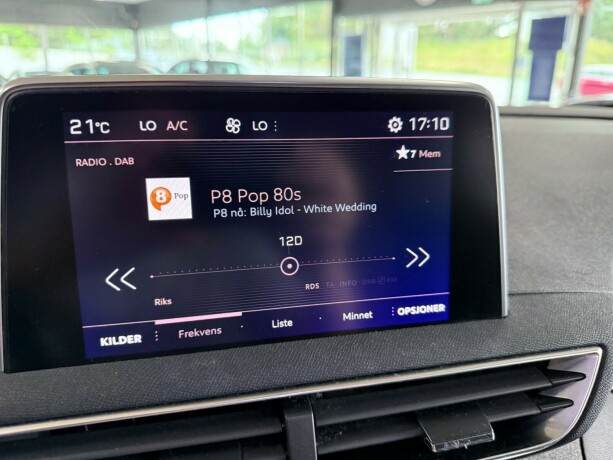 21°C LO A/C LO 17:10
RADIO . DAB 7 Mem
8 Pop
P8 Pop 80s
P8 nå: Billy Idol - White Wedding
12D
RDS TA INFO
Riks
KILDER Frekvens Liste Minnet OPSJONER